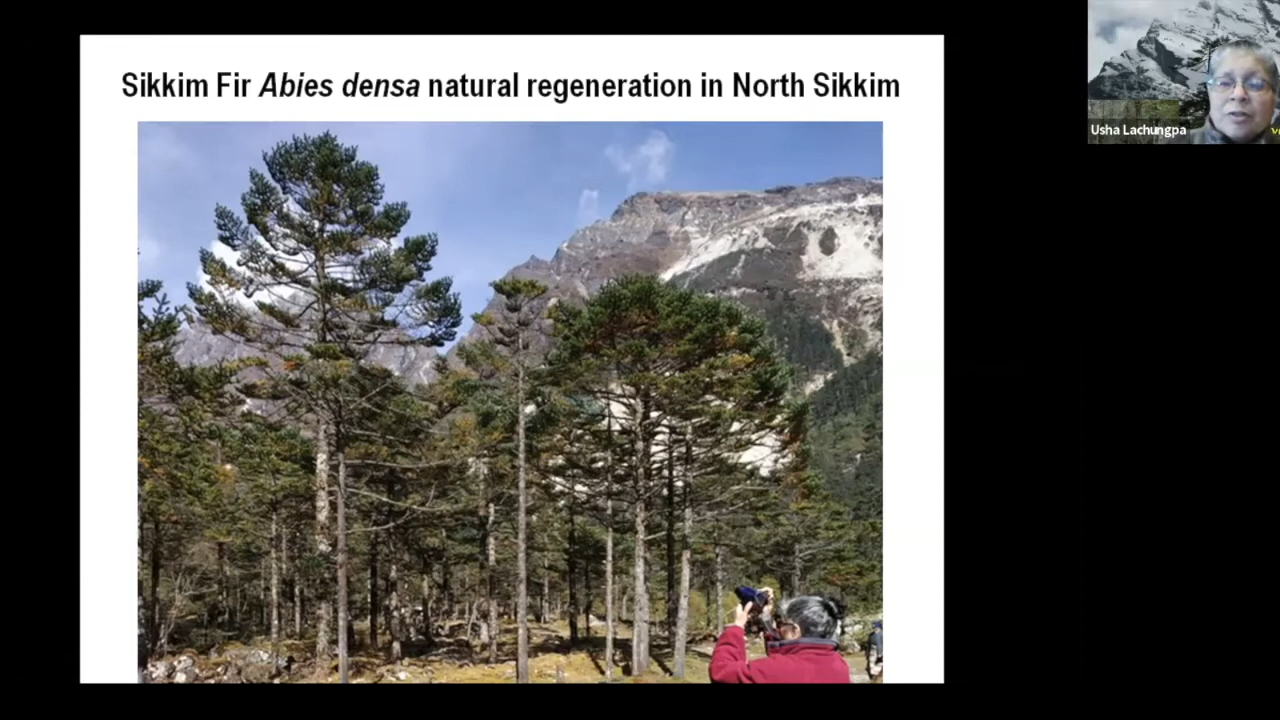 Sikkim Fir Abies densa natural regeneration in North Sikkim
Usha Lachungpa